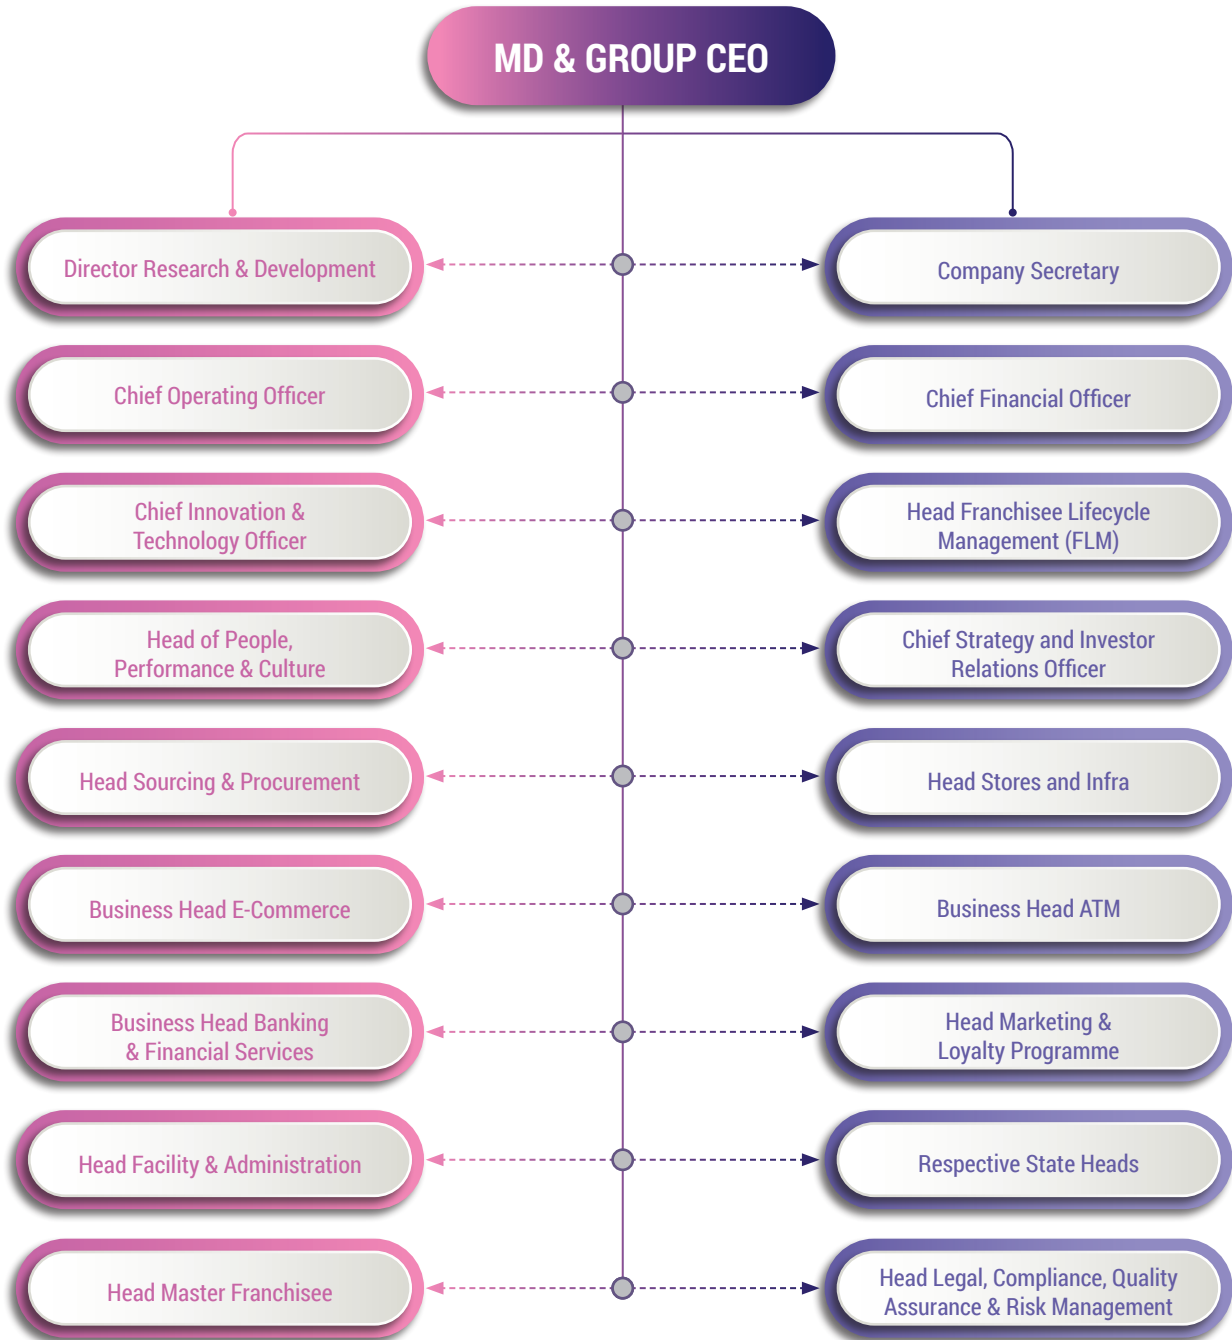 MD & GROUP CEO
Director Research & Development
Company Secretary
Chief Operating Officer
Chief Financial Officer
Chief Innovation &
Technology Officer
Head Franchisee Lifecycle
Management (FLM)
Head of People,
Performance & Culture
Chief Strategy and Investor
Relations Officer
Head Sourcing & Procurement
Head Stores and Infra
Business Head E-Commerce
Business Head ATM
Business Head Banking
& Financial Services
Head Marketing &
Loyalty Programme
Head Facility & Administration
Respective State Heads
Head Master Franchisee
Head Legal, Compliance, Quality
Assurance & Risk Management